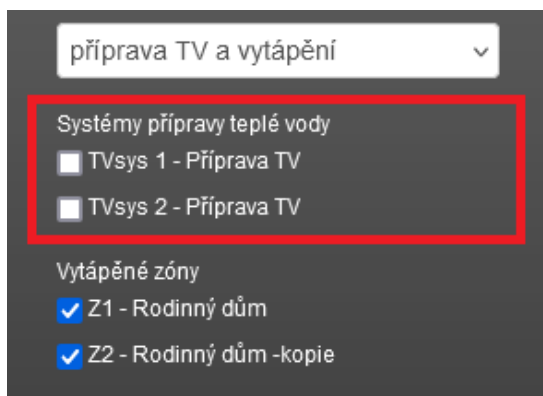 příprava TV a vytápění
Systémy přípravy teplé vody
TVsys 1 - Příprava TV
TVsys 2 - Příprava TV
Vytápěné zóny
Z1 - Rodinný dům
Z2 - Rodinný dům -kopie